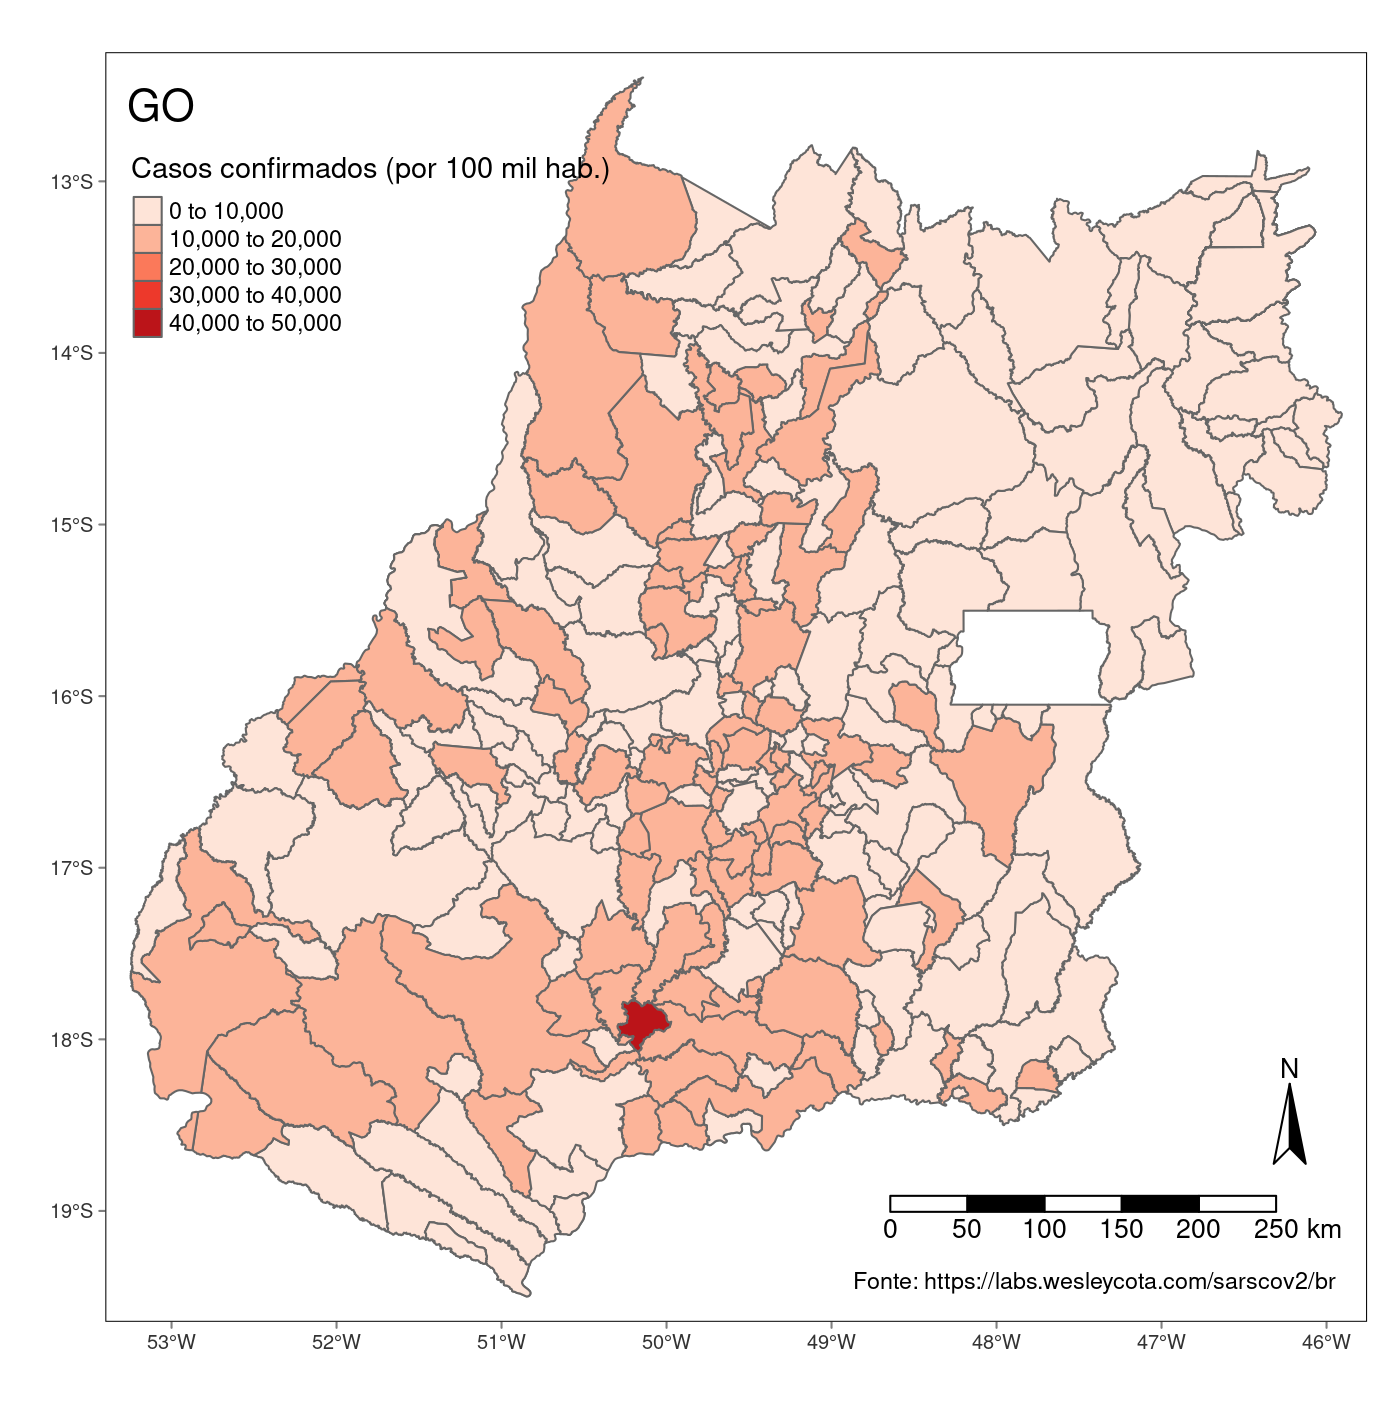 GO
Casos confirmados (por 100 mil hab.)
0 to 10,000
10,000 to 20,000
20,000 to 30,000
30,000 to 40,000
40,000 to 50,000
13°S
14°S
15°S
16°S
17°S
18°S
19°S
N
0 50 100 150 200 250 km
Fonte: https://labs.wesleycota.com/sarscov2/br
53°W 52°W 51°W 50°W 49°W 48°W 47°W 46°W